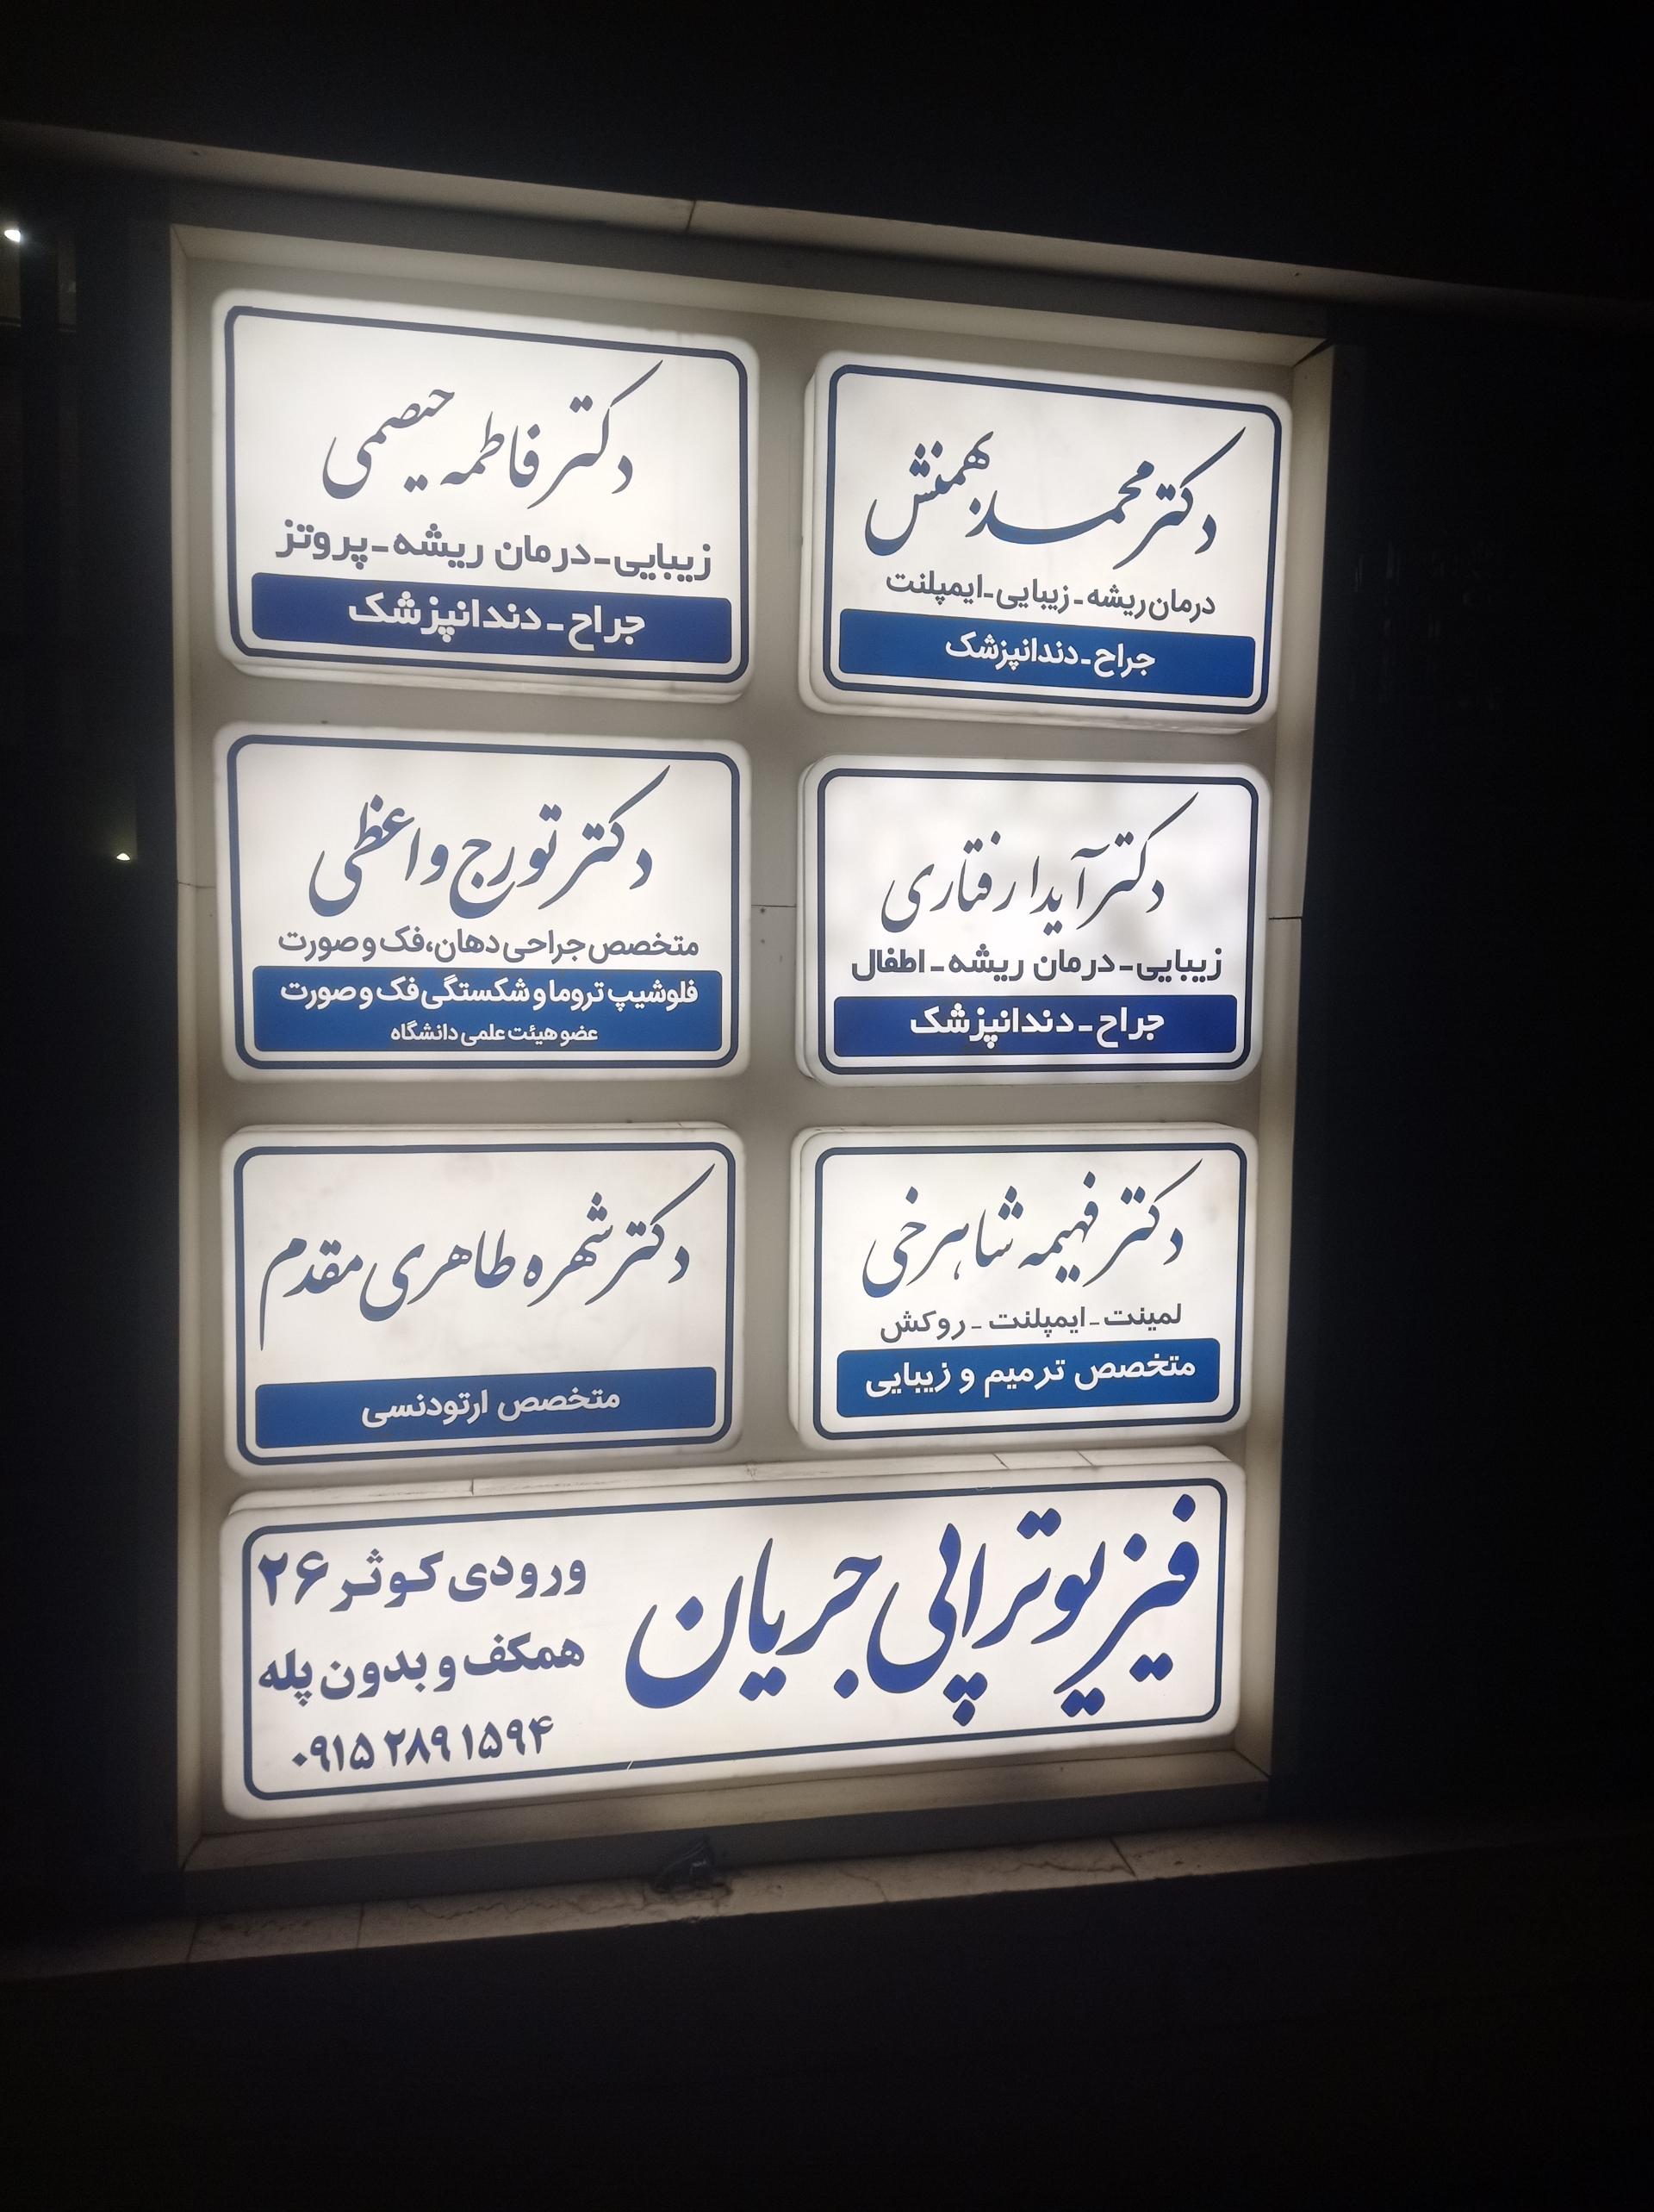 دکتر محمد بهمنش
درمان ریشه - زیبایی - ایمپلنت
جراح - دندانپزشک
دکتر فاطمه حیصمی
زیبایی - درمان ریشه - پروتز
جراح - دندانپزشک
دکتر آیدا رفتاری
زیبایی - درمان ریشه - اطفال
جراح - دندانپزشک
دکتر تورج واعظی
متخصص جراحی دهان، فک و صورت
فلوشیپ تروما و شکستگی فک و صورت
عضو هیئت علمی دانشگاه
دکتر فهیمه شاهرخی
لمینت - ایمپلنت - روکش
متخصص ترمیم و زیبایی
دکتر شهره طاهری مقدم
متخصص ارتودنسی
فیزیوتراپی جریان
ورودی کوثر ۲۶
همکف و بدون پله
۰۹۱۵ ۲۸۹ ۱۵۹۴